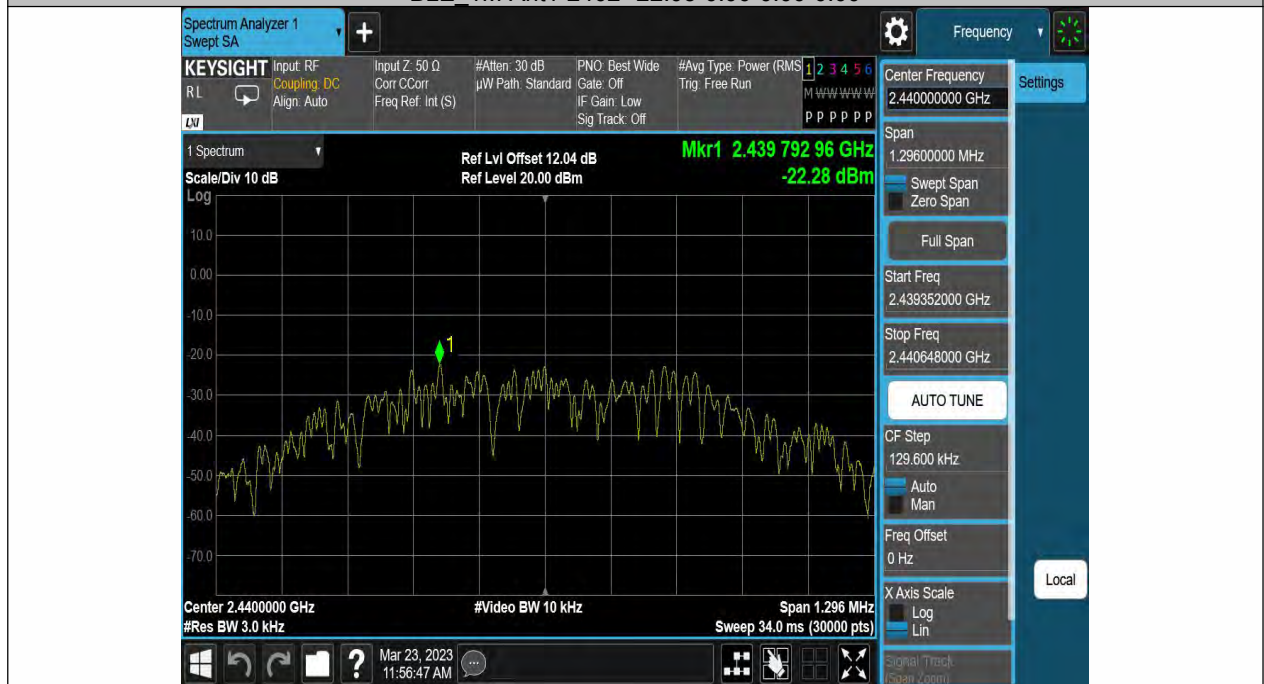 Spectrum Analyzer 1
Swept SA
Frequency
KEYSIGHT
RL
LXI
Input: RF
Coupling: DC
Align: Auto
Input Z: 50 Ω
Corr CCorr
Freq Ref: Int (S)
#Atten: 30 dB
µW Path: Standard
PNO: Best Wide
Gate: Off
IF Gain: Low
Sig Track: Off
#Avg Type: Power (RMS
Trig: Free Run
1 2 3 4 5 6
M W W W W W
P P P P P P
Center Frequency
2.440000000 GHz
Settings
Span
1.29600000 MHz
Swept Span
Zero Span
Full Span
Start Freq
2.439352000 GHz
Stop Freq
2.440648000 GHz
AUTO TUNE
CF Step
129.600 kHz
Auto
Man
Freq Offset
0 Hz
X Axis Scale
Log
Lin
Signal Track
(Span Zoom)
Local
1 Spectrum
Scale/Div 10 dB
Log
Ref Lvl Offset 12.04 dB
Ref Level 20.00 dBm
Mkr1 2.439 792 96 GHz
-22.28 dBm
10.0
0.00
-10.0
-20.0
-30.0
-40.0
-50.0
-60.0
-70.0
1
Center 2.4400000 GHz
#Res BW 3.0 kHz
#Video BW 10 kHz
Span 1.296 MHz
Sweep 34.0 ms (30000 pts)
?
Mar 23, 2023
11:56:47 AM